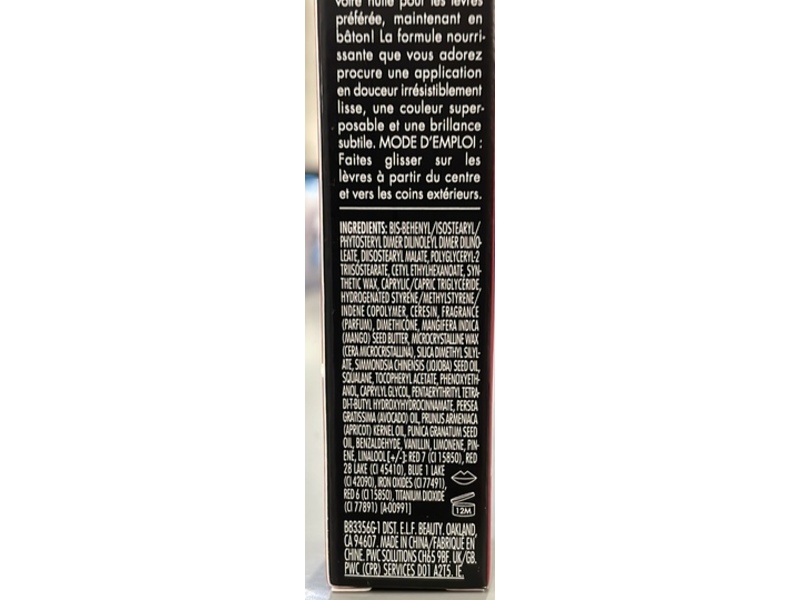 votre huile pour les lèvres
préférée, maintenant en
bâton! La formule nourri-
ssante que vous adorez
procure une application
en douceur irrésistiblement
lisse, une couleur super-
posable et une brillance
subtile. MODE D'EMPLOI :
Faites glisser sur les
lèvres à partir du centre
et vers les coins extérieurs.
INGREDIENTS: BIS-BEHENYL/ISOSTEARYL/
PHYTOSTERYL DIMER DILINOLEYL DIMER DILINO-
LEATE, DIISOSTEARYL MALATE, POLYGLYCERYL-2
TRIISOSTEARATE, CETYL ETHYLHEXANOATE, SYN-
THETIC WAX, CAPRYLIC/CAPRIC TRIGLYCERIDE,
HYDROGENATED STYRENE/METHYLSTYRENE/
INDENE COPOLYMER, CERESIN, FRAGRANCE
(PARFUM), DIMETHICONE, MANGIFERA INDICA
(MANGO) SEED BUTTER, MICROCRYSTALLINE WAX
(CERA MICROCRISTALLINA), SILICA DIMETHYL SILYL-
ATE, SIMMONDSIA CHINENSIS (JOJOBA) SEED OIL,
SQUALANE, TOCOPHERYL ACETATE, PHENOXYETH-
ANOL, CAPRYLYL GLYCOL, PENTAERYTHRITYL TETRA-
DI-T-BUTYL HYDROXYHYDROCINNAMATE, PERSEA
GRATISSIMA (AVOCADO) OIL, PRUNUS ARMENIACA
(APRICOT) KERNEL OIL, PUNICA GRANATUM SEED
OIL, BENZALDEHYDE, VANILLIN, LIMONENE, PIN-
ENE, LINALOOL [+/-]: RED 7 (CI 15850), RED
28 LAKE (CI 45410), BLUE 1 LAKE
(CI 42090), IRON OXIDES (CI 77491),
RED 6 (CI 15850), TITANIUM DIOXIDE
(CI 77891) [A-00991]
12M
BB3356G-1 DIST. E.L.F. BEAUTY. OAKLAND,
CA 94607. MADE IN CHINA/FABRIQUÉ EN
CHINE. PWC SOLUTIONS CH65 9BF. UK/GB.
PWC (CPR) SERVICES D01 A2T5. IE.